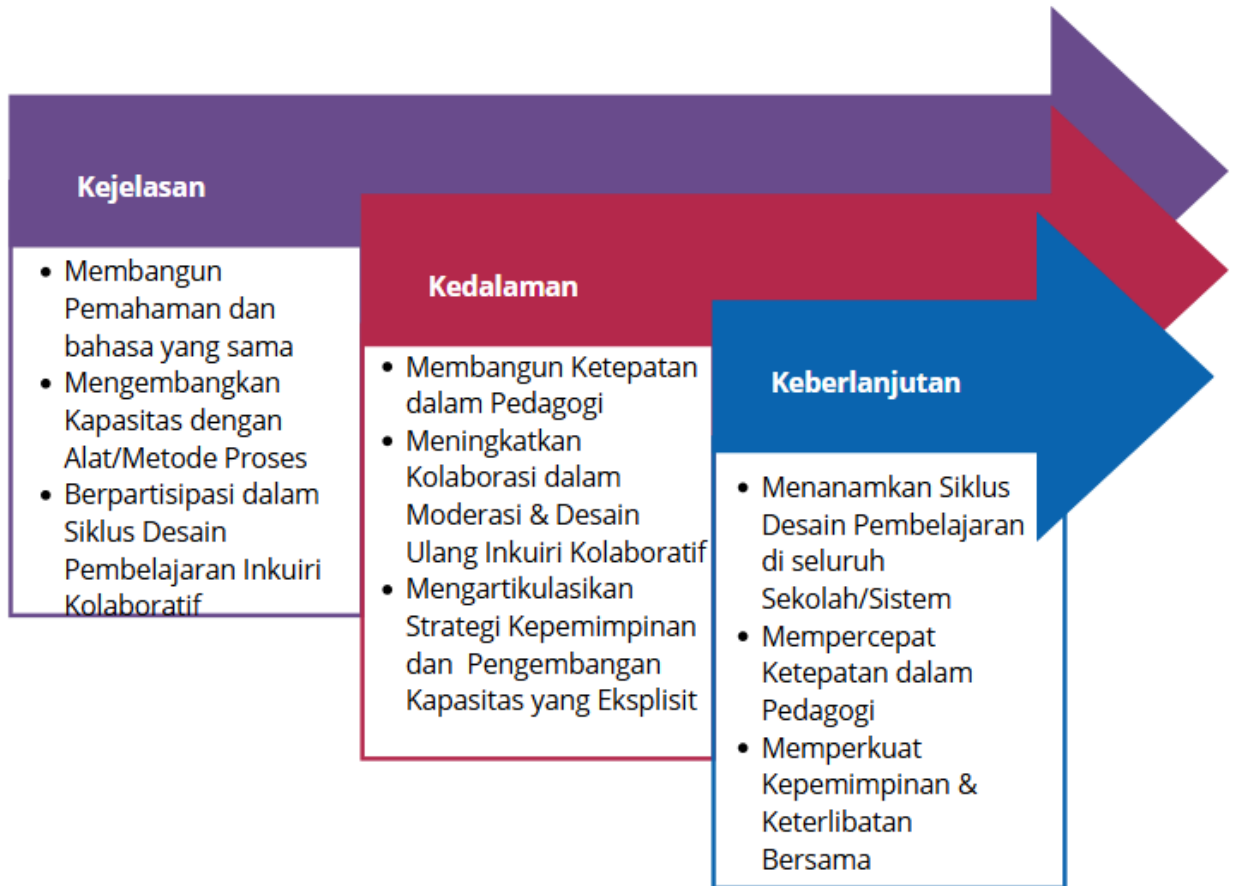 Kejelasan
• Membangun
Pemahaman dan
bahasa yang sama
• Mengembangkan
Kapasitas dengan
Alat/Metode Proses
• Berpartisipasi dalam
Siklus Desain
Pembelajaran Inkuiri
Kolaboratif
Kedalaman
• Membangun Ketepatan
dalam Pedagogi
• Meningkatkan
Kolaborasi dalam
Moderasi & Desain
Ulang Inkuiri Kolaboratif
• Mengartikulasikan
Strategi Kepemimpinan
dan Pengembangan
Kapasitas yang Eksplisit
Keberlanjutan
• Menanamkan Siklus
Desain Pembelajaran
di seluruh
Sekolah/Sistem
• Mempercepat
Ketepatan dalam
Pedagogi
• Memperkuat
Kepemimpinan &
Keterlibatan
Bersama